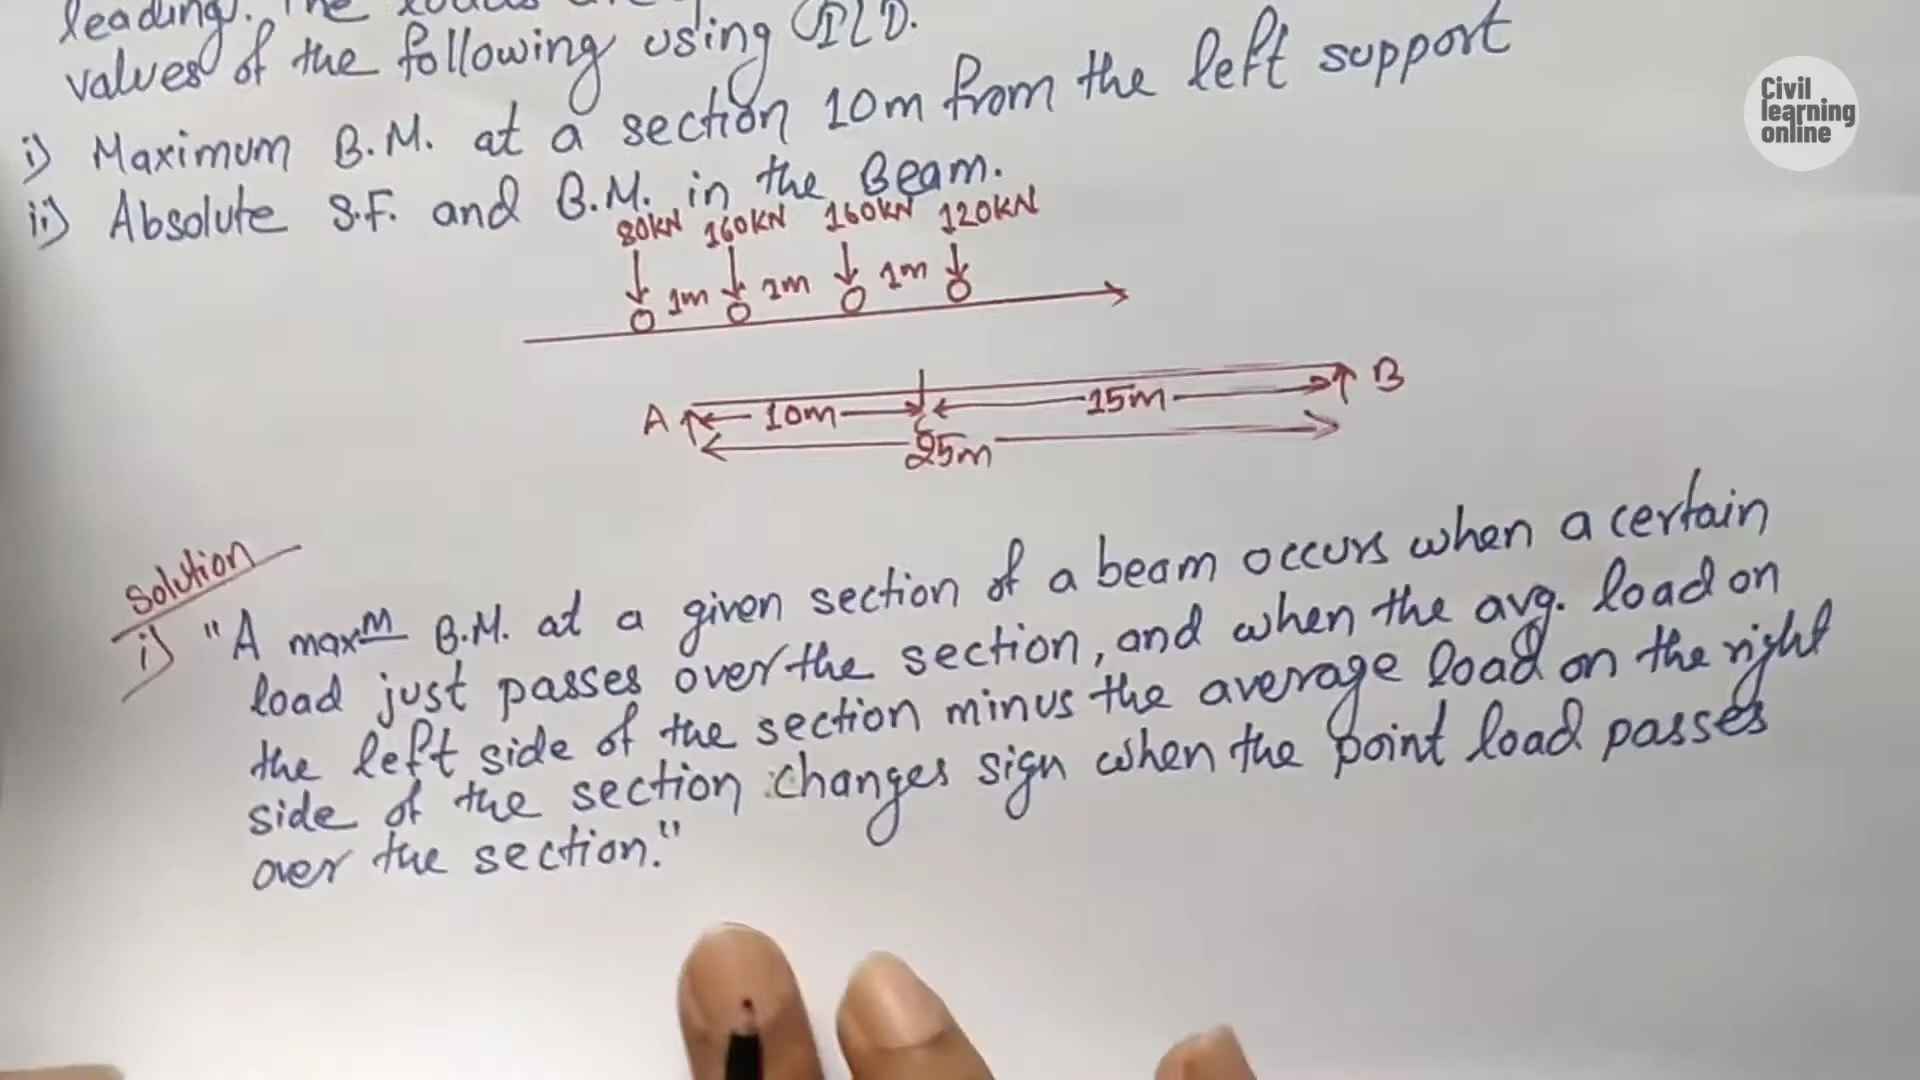 leading. The loads are
values of the following using ILD.
i) Maximum B.M. at a section 10m from the left support
ii) Absolute S.F. and B.M. in the Beam.
80KN 160KN 160KN 120KN
1m 1m 1m
A 10m 15m B
C
25m
Solution
i) "A maxᵐ B.M. at a given section of a beam occurs when a certain
load just passes over the section, and when the avg. load on
the left side of the section minus the average load on the right
side of the section changes sign when the point load passes
over the section."
Civil
learning
online